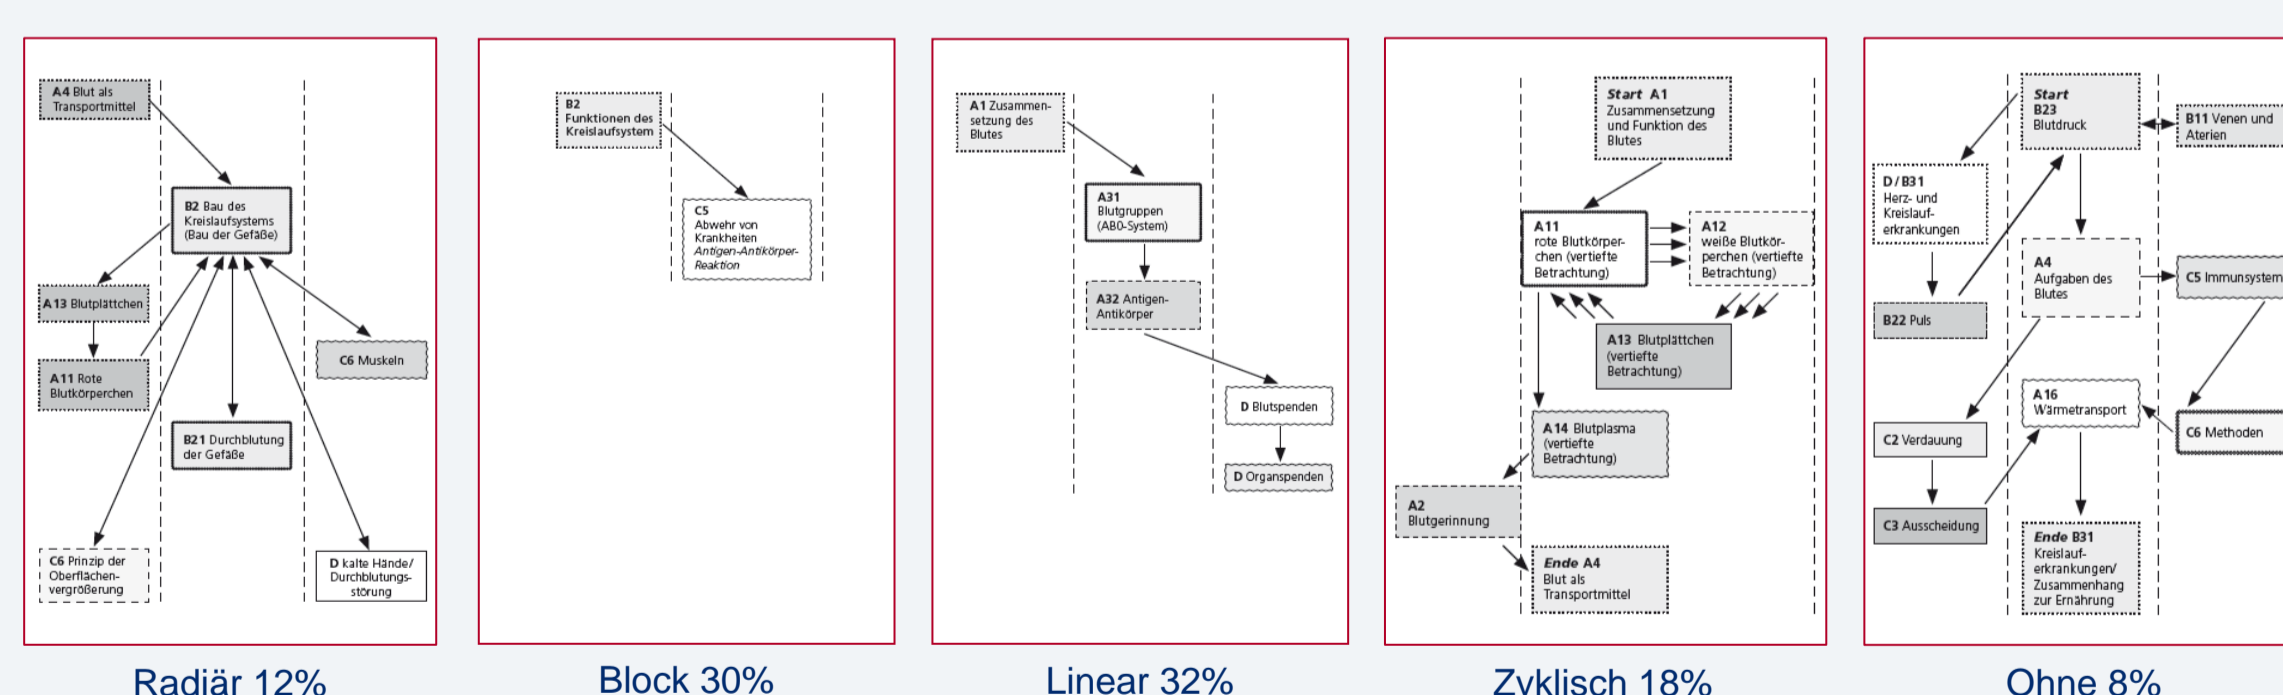 A4 Blut als
Transportmittel
B2 Bau des
Kreislaufsystems
(Bau der Gefäße)
A13 Blutplättchen
A11 Rote
Blutkörperchen
C6 Muskeln
B21 Durchblutung
der Gefäße
C6 Prinzip der
Oberflächen-
vergrößerung
D kalte Hände/
Durchblutungs-
störung
Radiär 12%
B2
Funktionen des
Kreislaufsystem
C5
Abwehr von
Krankheiten
Antigen-Antikörper-
Reaktion
Block 30%
A1 Zusammen-
setzung des
Blutes
A31
Blutgruppen
(AB0-System)
A32 Antigen-
Antikörper
D Blutspenden
D Organspenden
Linear 32%
Start A1
Zusammensetzung
und Funktion des
Blutes
A11
rote Blutkörper-
chen (vertiefte
Betrachtung)
A12
weiße Blutkör-
perchen (vertiefte
Betrachtung)
A13 Blutplättchen
(vertiefte
Betrachtung)
A14 Blutplasma
(vertiefte
Betrachtung)
A2
Blutgerinnung
Ende A4
Blut als
Transportmittel
Zyklisch 18%
Start
B23
Blutdruck
B11 Venen und
Aterien
D/B31
Herz- und
Kreislauf-
erkrankungen
A4
Aufgaben des
Blutes
C5 Immunsystem
B22 Puls
A16
Wärmetransport
C2 Verdauung
C6 Methoden
C3 Ausscheidung
Ende B31
Kreislauf-
erkrankungen/
Zusammenhang
zur Ernährung
Ohne 8%